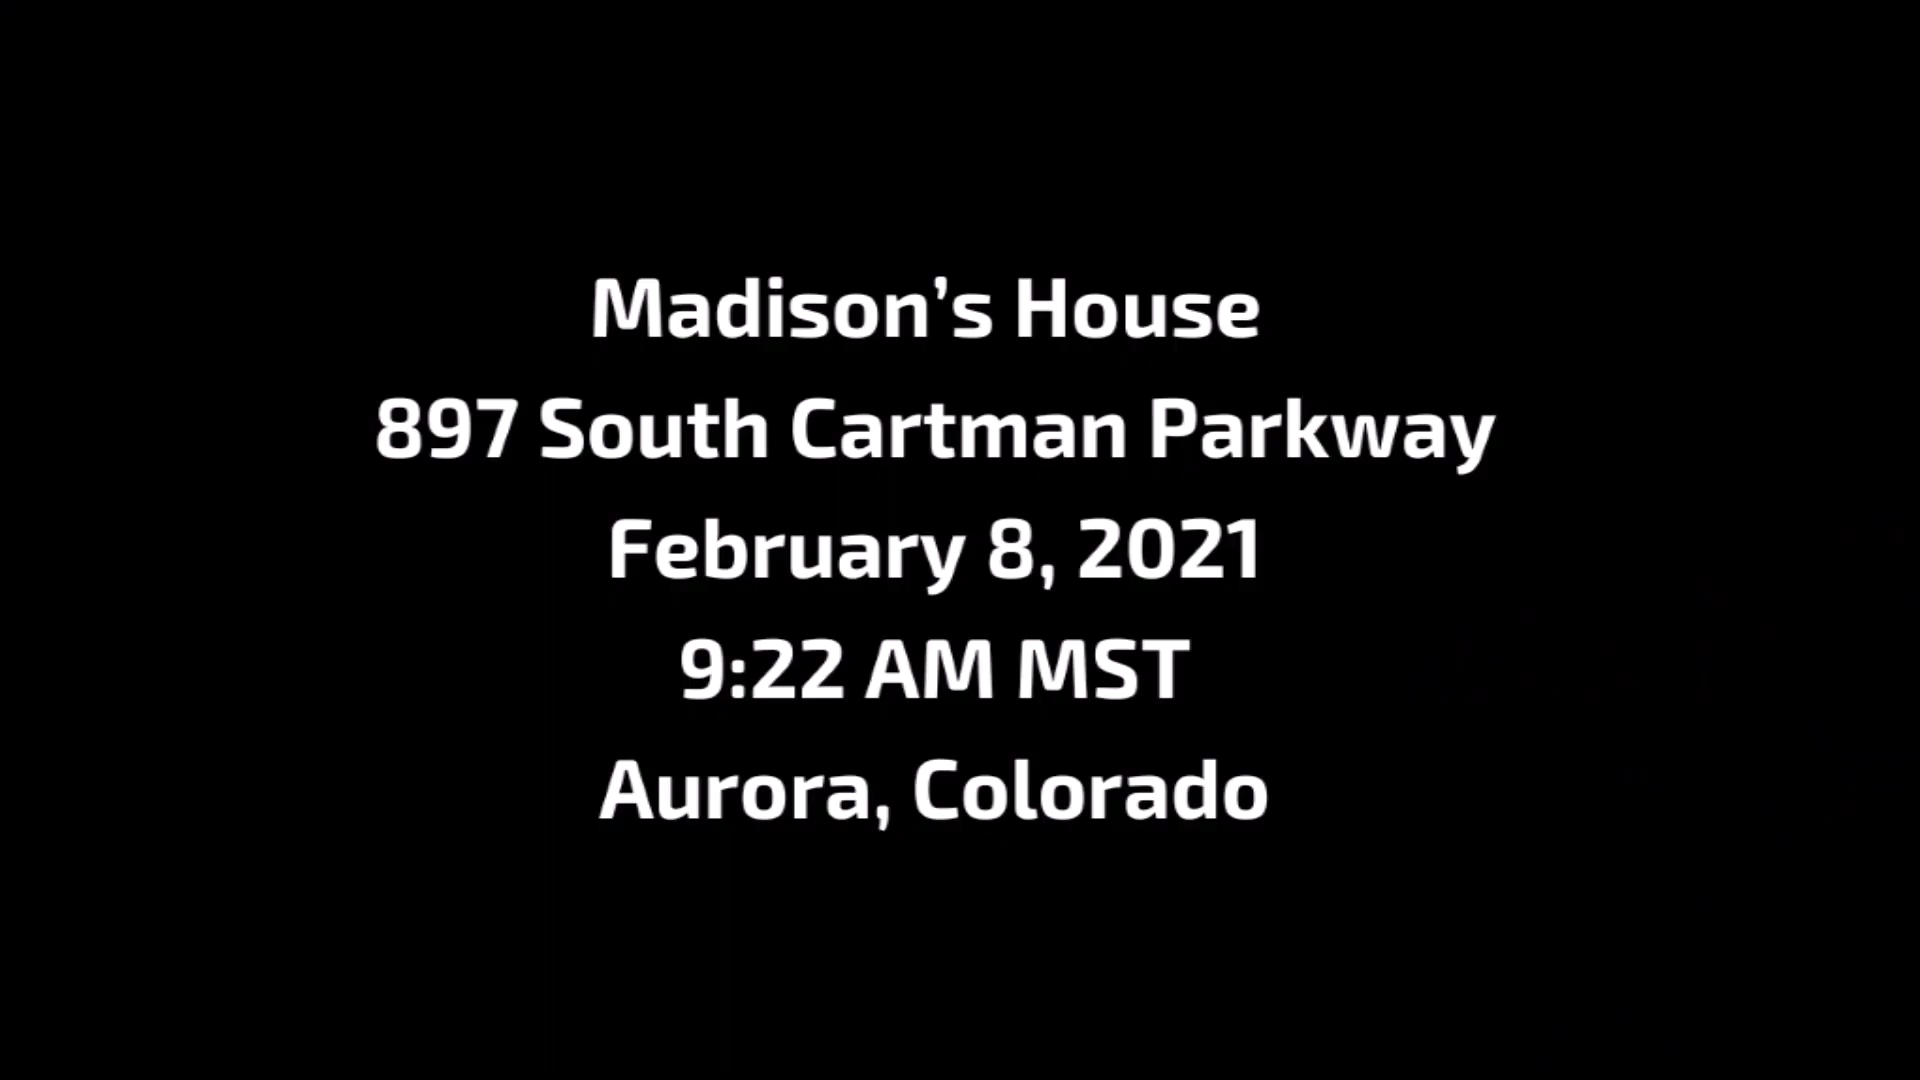 Madison’s House
897 South Cartman Parkway
February 8, 2021
9:22 AM MST
Aurora, Colorado